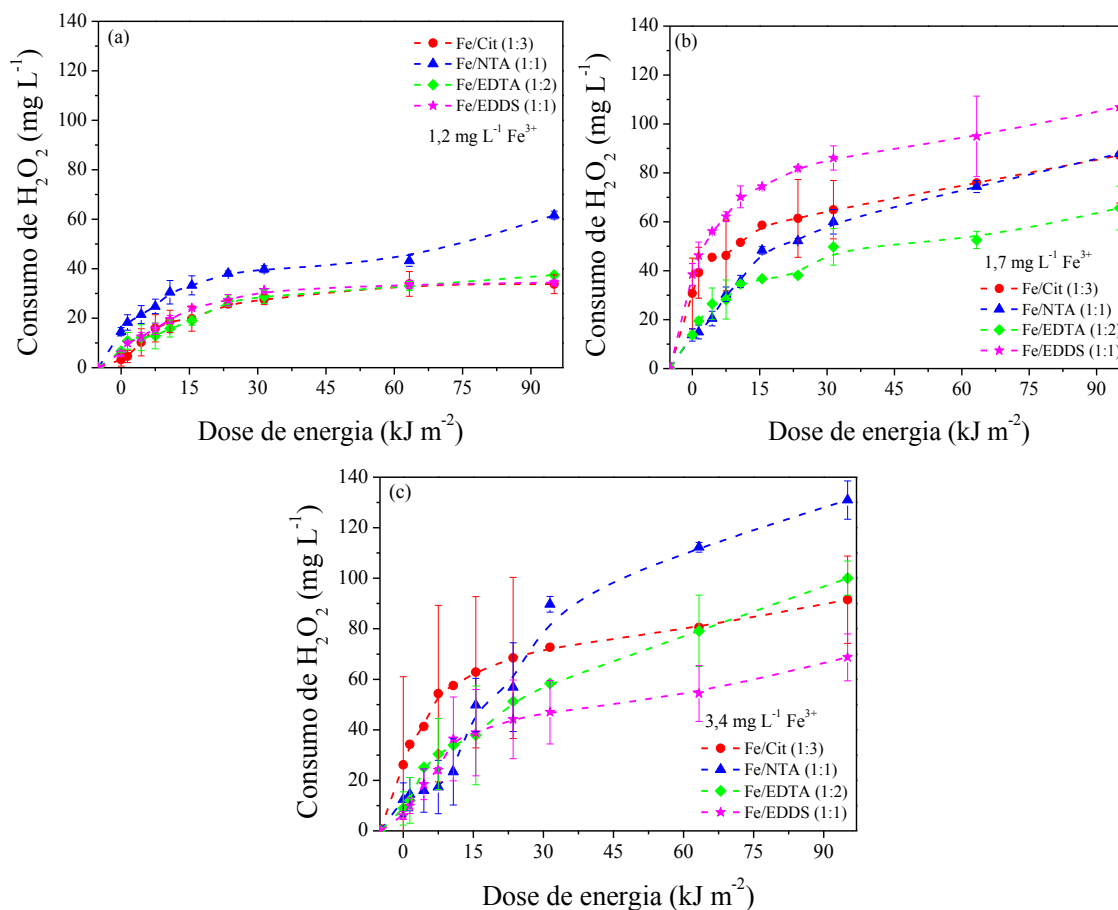 (a)
Fe/Cit (1:3)
Fe/NTA (1:1)
Fe/EDTA (1:2)
Fe/EDDS (1:1)
1,2 mg L⁻¹ Fe³⁺
Consumo de H₂O₂ (mg L⁻¹)
140
120
100
80
60
40
20
0
0 15 30 45 60 75 90
Dose de energia (kJ m⁻²)
(b)
1,7 mg L⁻¹ Fe³⁺
Fe/Cit (1:3)
Fe/NTA (1:1)
Fe/EDTA (1:2)
Fe/EDDS (1:1)
Consumo de H₂O₂ (mg L⁻¹)
140
120
100
80
60
40
20
0
0 15 30 45 60 75 90
Dose de energia (kJ m⁻²)
(c)
3,4 mg L⁻¹ Fe³⁺
Fe/Cit (1:3)
Fe/NTA (1:1)
Fe/EDTA (1:2)
Fe/EDDS (1:1)
Consumo de H₂O₂ (mg L⁻¹)
140
120
100
80
60
40
20
0
0 15 30 45 60 75 90
Dose de energia (kJ m⁻²)